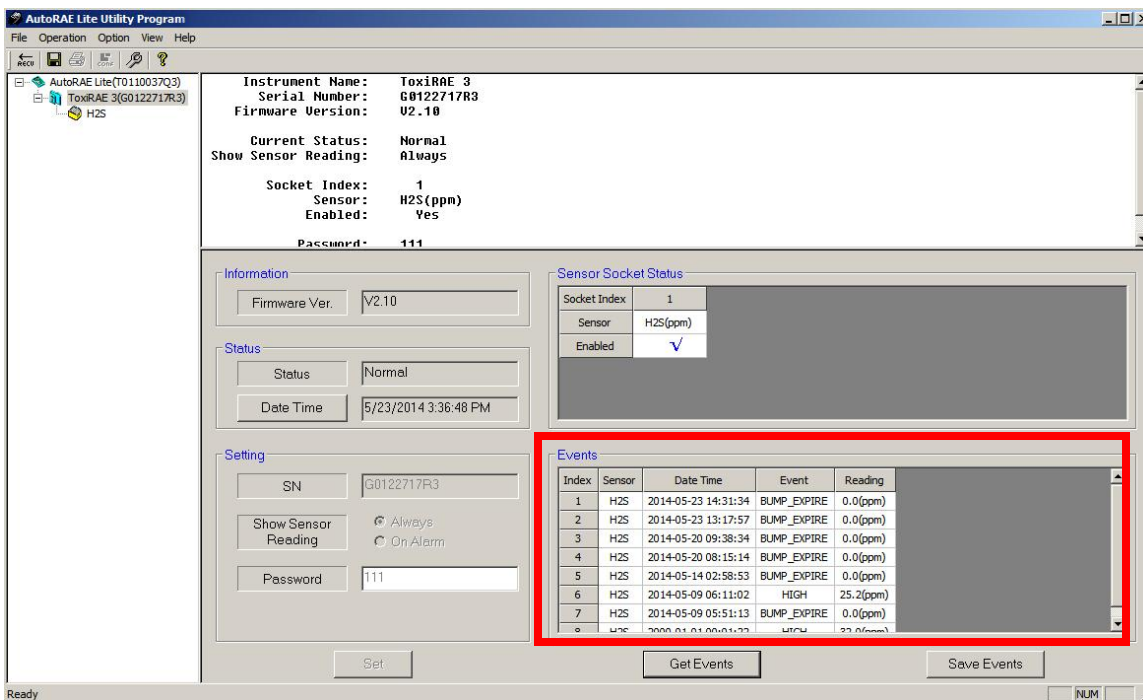 AutoRAE Lite Utility Program
File Operation Option View Help
RECV CONF
AutoRAE Lite(T0110037Q3)
ToxiRAE 3(G0122717R3)
H2S
Instrument Name: ToxiRAE 3
Serial Number: G0122717R3
Firmware Version: V2.10
Current Status: Normal
Show Sensor Reading: Always
Socket Index: 1
Sensor: H2S(ppm)
Enabled: Yes
Password: 111
Information
Firmware Ver. V2.10
Status
Status Normal
Date Time 5/23/2014 3:36:48 PM
Setting
SN G0122717R3
Show Sensor Reading
Always
On Alarm
Password 111
Set
Sensor Socket Status
Socket Index 1
Sensor H2S(ppm)
Enabled √
Events
Index Sensor Date Time Event Reading
1 H2S 2014-05-23 14:31:34 BUMP_EXPIRE 0.0(ppm)
2 H2S 2014-05-23 13:17:57 BUMP_EXPIRE 0.0(ppm)
3 H2S 2014-05-20 09:38:34 BUMP_EXPIRE 0.0(ppm)
4 H2S 2014-05-20 08:15:14 BUMP_EXPIRE 0.0(ppm)
5 H2S 2014-05-14 02:58:53 BUMP_EXPIRE 0.0(ppm)
6 H2S 2014-05-09 06:11:02 HIGH 25.2(ppm)
7 H2S 2014-05-09 05:51:13 BUMP_EXPIRE 0.0(ppm)
8 H2S HIGH
Get Events
Save Events
Ready
NUM